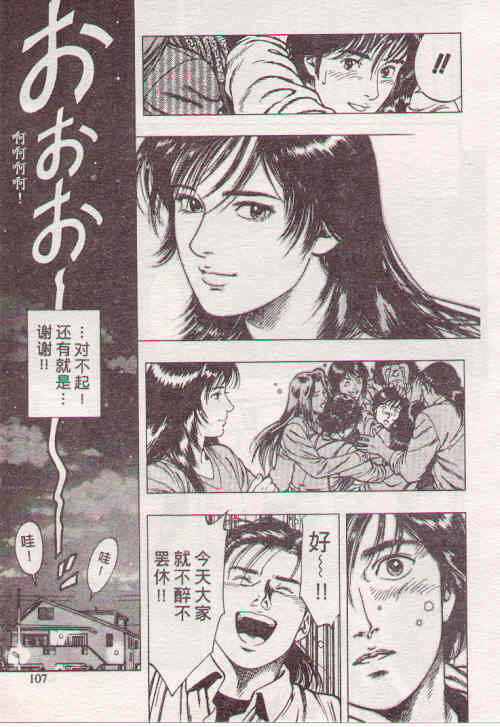 !!
好～!!
今天大家
就不醉不
罢休!!
おおお
啊啊啊啊!
…对不起！
还有就是…
谢谢!!
哇！
哇！
107